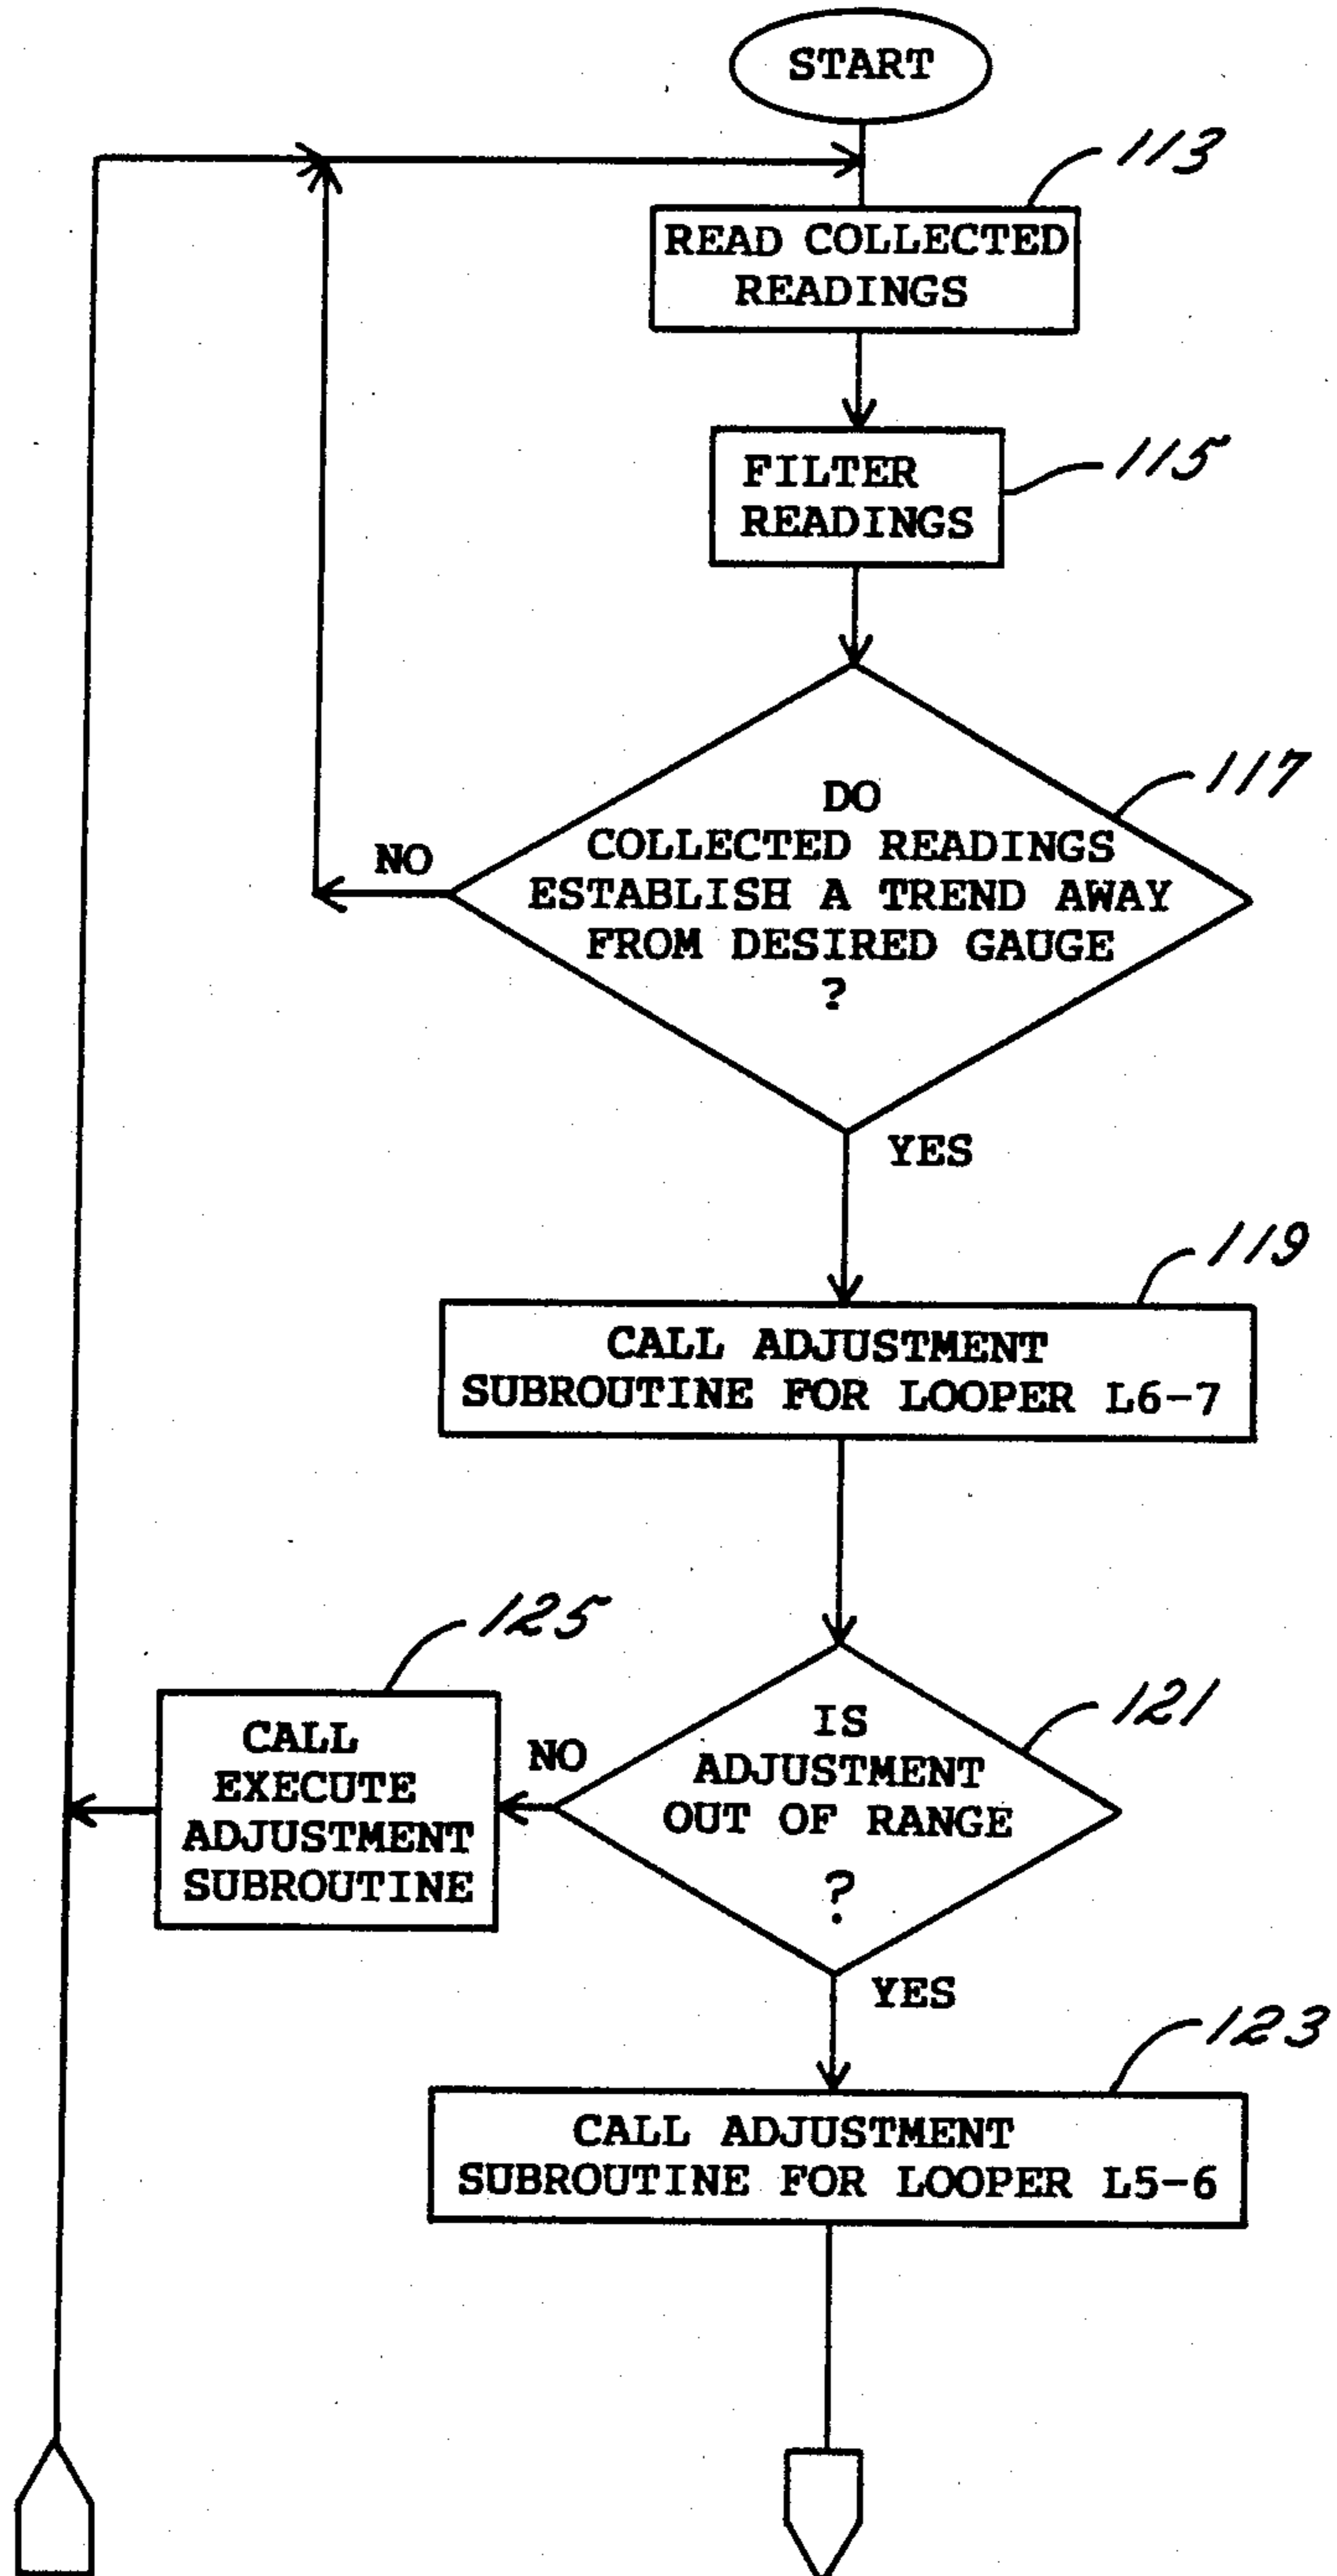 START
113
READ COLLECTED
READINGS
FILTER
READINGS
115
DO
COLLECTED READINGS
ESTABLISH A TREND AWAY
FROM DESIRED GAUGE
?
117
NO
YES
119
CALL ADJUSTMENT
SUBROUTINE FOR LOOPER L6-7
125
CALL
EXECUTE
ADJUSTMENT
SUBROUTINE
NO
IS
ADJUSTMENT
OUT OF RANGE
?
121
YES
123
CALL ADJUSTMENT
SUBROUTINE FOR LOOPER L5-6